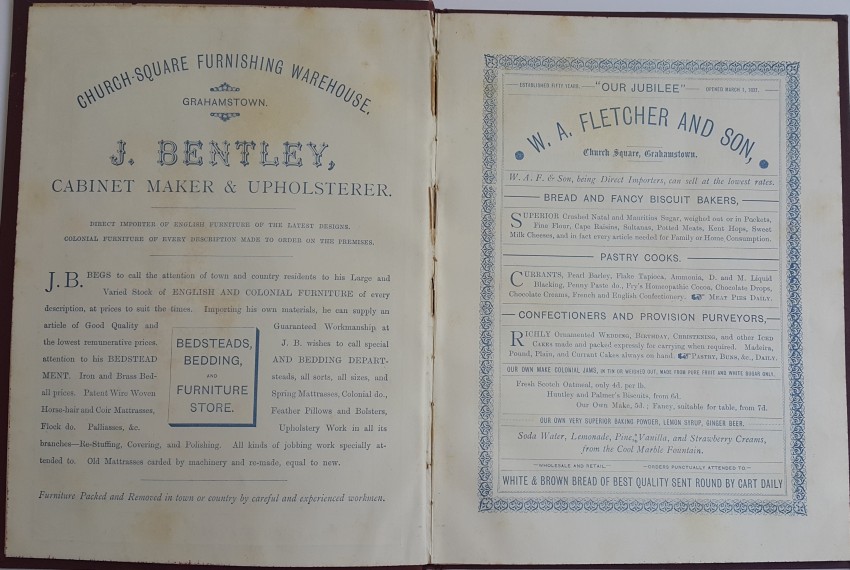 CHURCH-SQUARE FURNISHING WAREHOUSE.
GRAHAMSTOWN.
J. BENTLEY,
CABINET MAKER & UPHOLSTERER.
DIRECT IMPORTER OF ENGLISH FURNITURE OF THE LATEST DESIGNS.
COLONIAL FURNITURE OF EVERY DESCRIPTION MADE TO ORDER ON THE PREMISES.
J.B. BEGS to call the attention of town and country residents to his Large and
Varied Stock of ENGLISH AND COLONIAL FURNITURE of every
description, at prices to suit the times. Importing his own materials, he can supply an
article of Good Quality and Guaranteed Workmanship at
the lowest remunerative prices. J. B. wishes to call special
attention to his BEDSTEAD AND BEDDING DEPART-
MENT. Iron and Brass Bed- steads, all sorts, all sizes, and
all prices. Patent Wire Woven Spring Mattrasses, Colonial do.,
Horse-hair and Coir Mattrasses, Feather Pillows and Bolsters,
Flock do. Palliasses, &c. Upholstery Work in all its
branches—Re-Stuffing, Covering, and Polishing. All kinds of jobbing work specially at-
tended to. Old Mattrasses carded by machinery and re-made, equal to new.
BEDSTEADS,
BEDDING,
AND
FURNITURE
STORE.
Furniture Packed and Removed in town or country by careful and experienced workmen.
ESTABLISHED FIFTY YEARS. "OUR JUBILEE" OPENED MARCH 1, 1837.
W. A. FLETCHER AND SON,
Church Square, Grahamstown.
W. A. F. & Son, being Direct Importers, can sell at the lowest rates.
BREAD AND FANCY BISCUIT BAKERS,
SUPERIOR Crushed Natal and Mauritius Sugar, weighed out or in Pockets,
Fine Flour, Cape Raisins, Sultanas, Potted Meats, Kent Hops, Sweet
Milk Cheeses, and in fact every article needed for Family or Home Consumption.
PASTRY COOKS.
CURRANTS, Pearl Barley, Flake Tapioca, Ammonia, D. and M. Liquid
Blacking, Penny Packs do., Fry's Homœopathic Cocoa, Chocolate Drops,
Chocolate Creams, French and English Confectionery. ☞ MEAT PIES DAILY.
CONFECTIONERS AND PROVISION PURVEYORS,
RICHLY Ornamented WEDDING, BIRTHDAY, CHRISTENING, and other ICED
CAKES made and packed expressly for carrying when required. Madeira,
Pound, Plain, and Currant Cakes always on hand. ☞ PASTRY, BUNS, &c., DAILY.
OUR OWN MAKE COLONIAL JAMS, IN TIN OR WEIGHED OUT, MADE FROM PURE FRUIT AND WHITE SUGAR ONLY.
Fresh Scotch Oatmeal, only 4d. per lb.
Huntley and Palmer's Biscuits, from 6d.
Our Own Make, 5d.; Fancy, suitable for table, from 7d.
OUR OWN VERY SUPERIOR BAKING POWDER, LEMON SYRUP, GINGER BEER.
Soda Water, Lemonade, Pine, Vanilla, and Strawberry Creams,
from the Cool Marble Fountain.
WHOLESALE AND RETAIL. ORDERS PUNCTUALLY ATTENDED TO.
WHITE & BROWN BREAD OF BEST QUALITY SENT ROUND BY CART DAILY